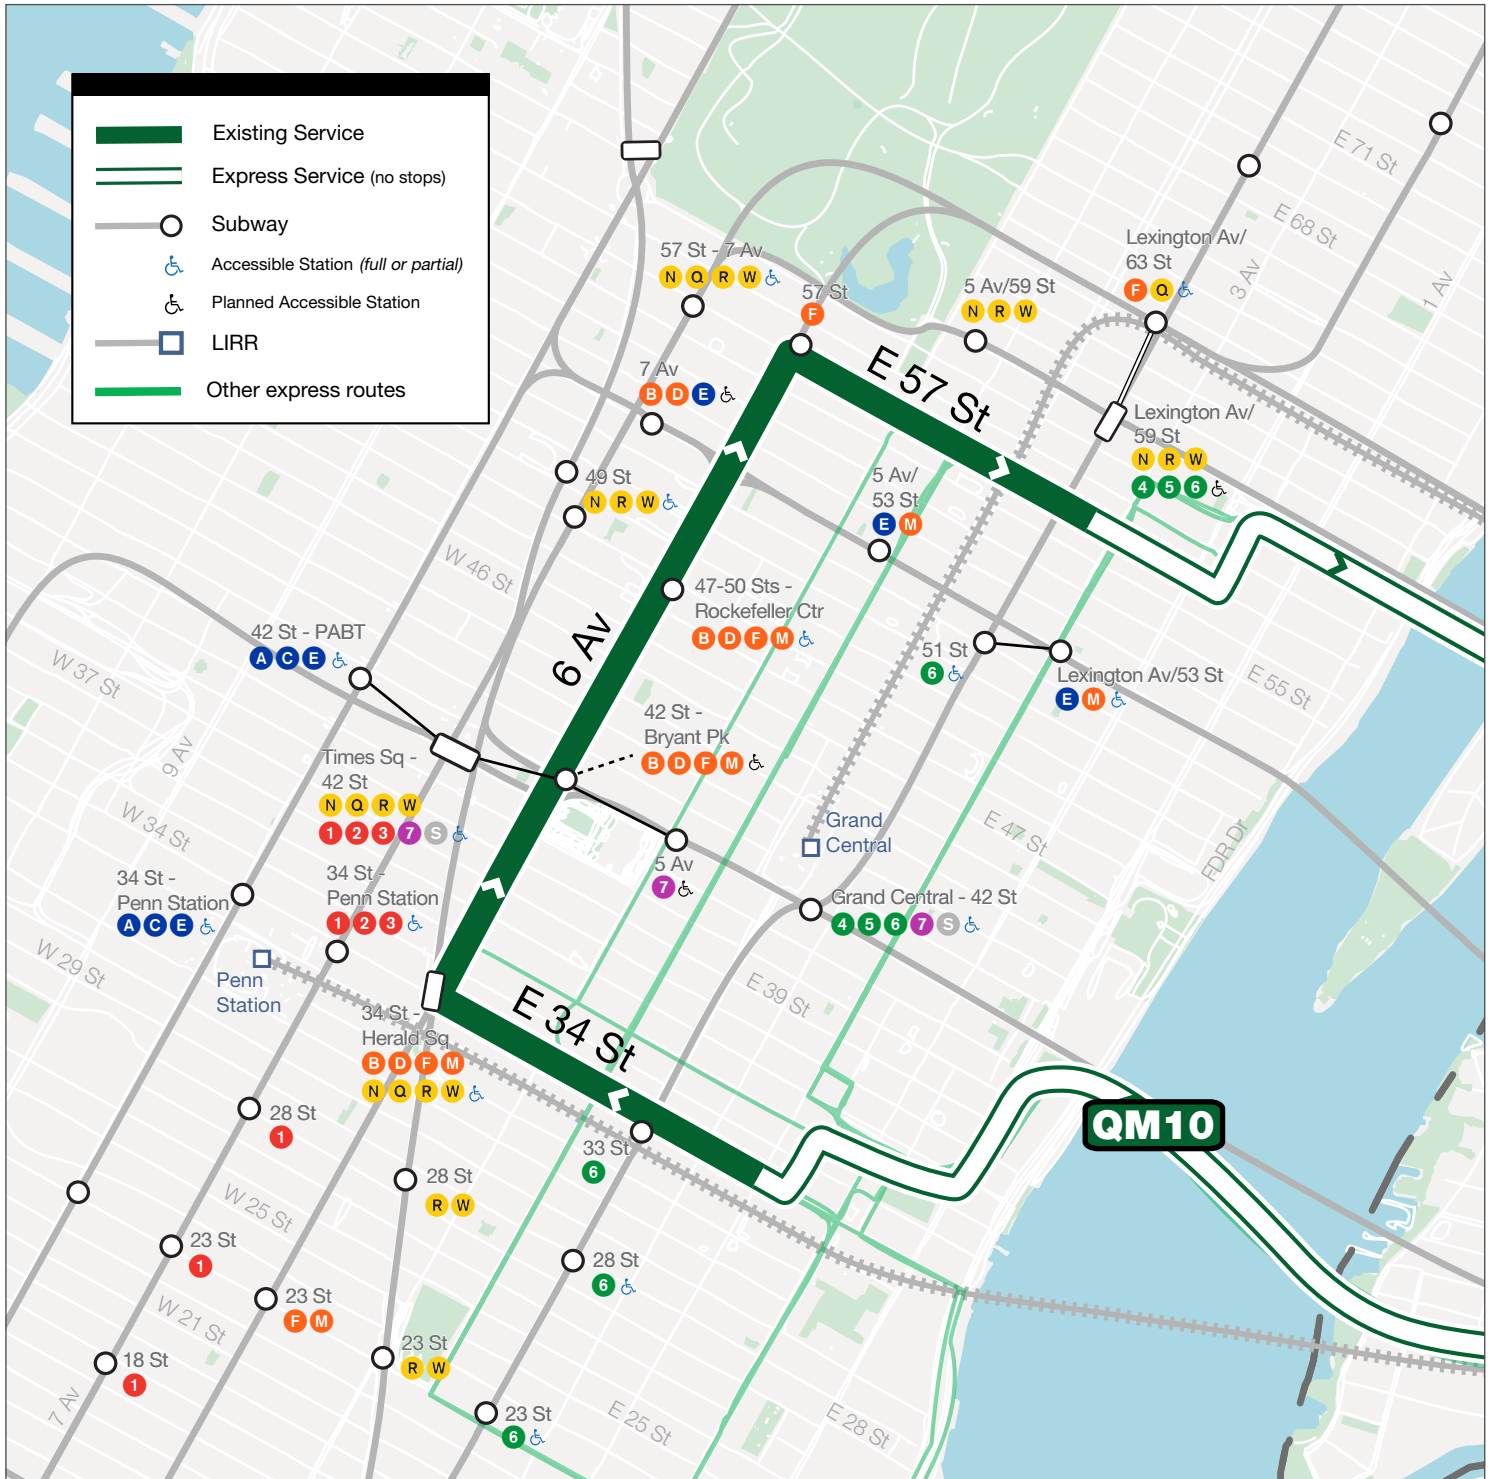 Existing Service
Express Service (no stops)
Subway
Accessible Station (full or partial)
Planned Accessible Station
LIRR
Other express routes
E 71 St
E 68 St
3 Av
1 Av
Lexington Av/
63 St
F Q
57 St - 7 Av
N Q R W
57 St
F
5 Av/59 St
N R W
7 Av
B D E
E 57 St
Lexington Av/
59 St
N R W
4 5 6
49 St
N R W
5 Av/
53 St
E M
W 46 St
47-50 Sts -
Rockefeller Ctr
B D F M
6 Av
42 St - PABT
A C E
51 St
6
Lexington Av/53 St
E M
E 55 St
W 37 St
9 Av
42 St -
Bryant Pk
B D F M
Times Sq -
42 St
N Q R W
1 2 3 7 S
W 34 St
Grand
Central
E 47 St
FDR Dr
5 Av
7
34 St -
Penn Station
A C E
34 St -
Penn Station
1 2 3
Grand Central - 42 St
4 5 6 7 S
W 29 St
Penn
Station
E 39 St
E 34 St
34 St -
Herald Sq
B D F M
N Q R W
QM10
28 St
1
33 St
6
28 St
R W
W 25 St
23 St
1
28 St
6
23 St
F M
W 21 St
23 St
R W
18 St
1
7 Av
23 St
6
E 25 St
E 28 St